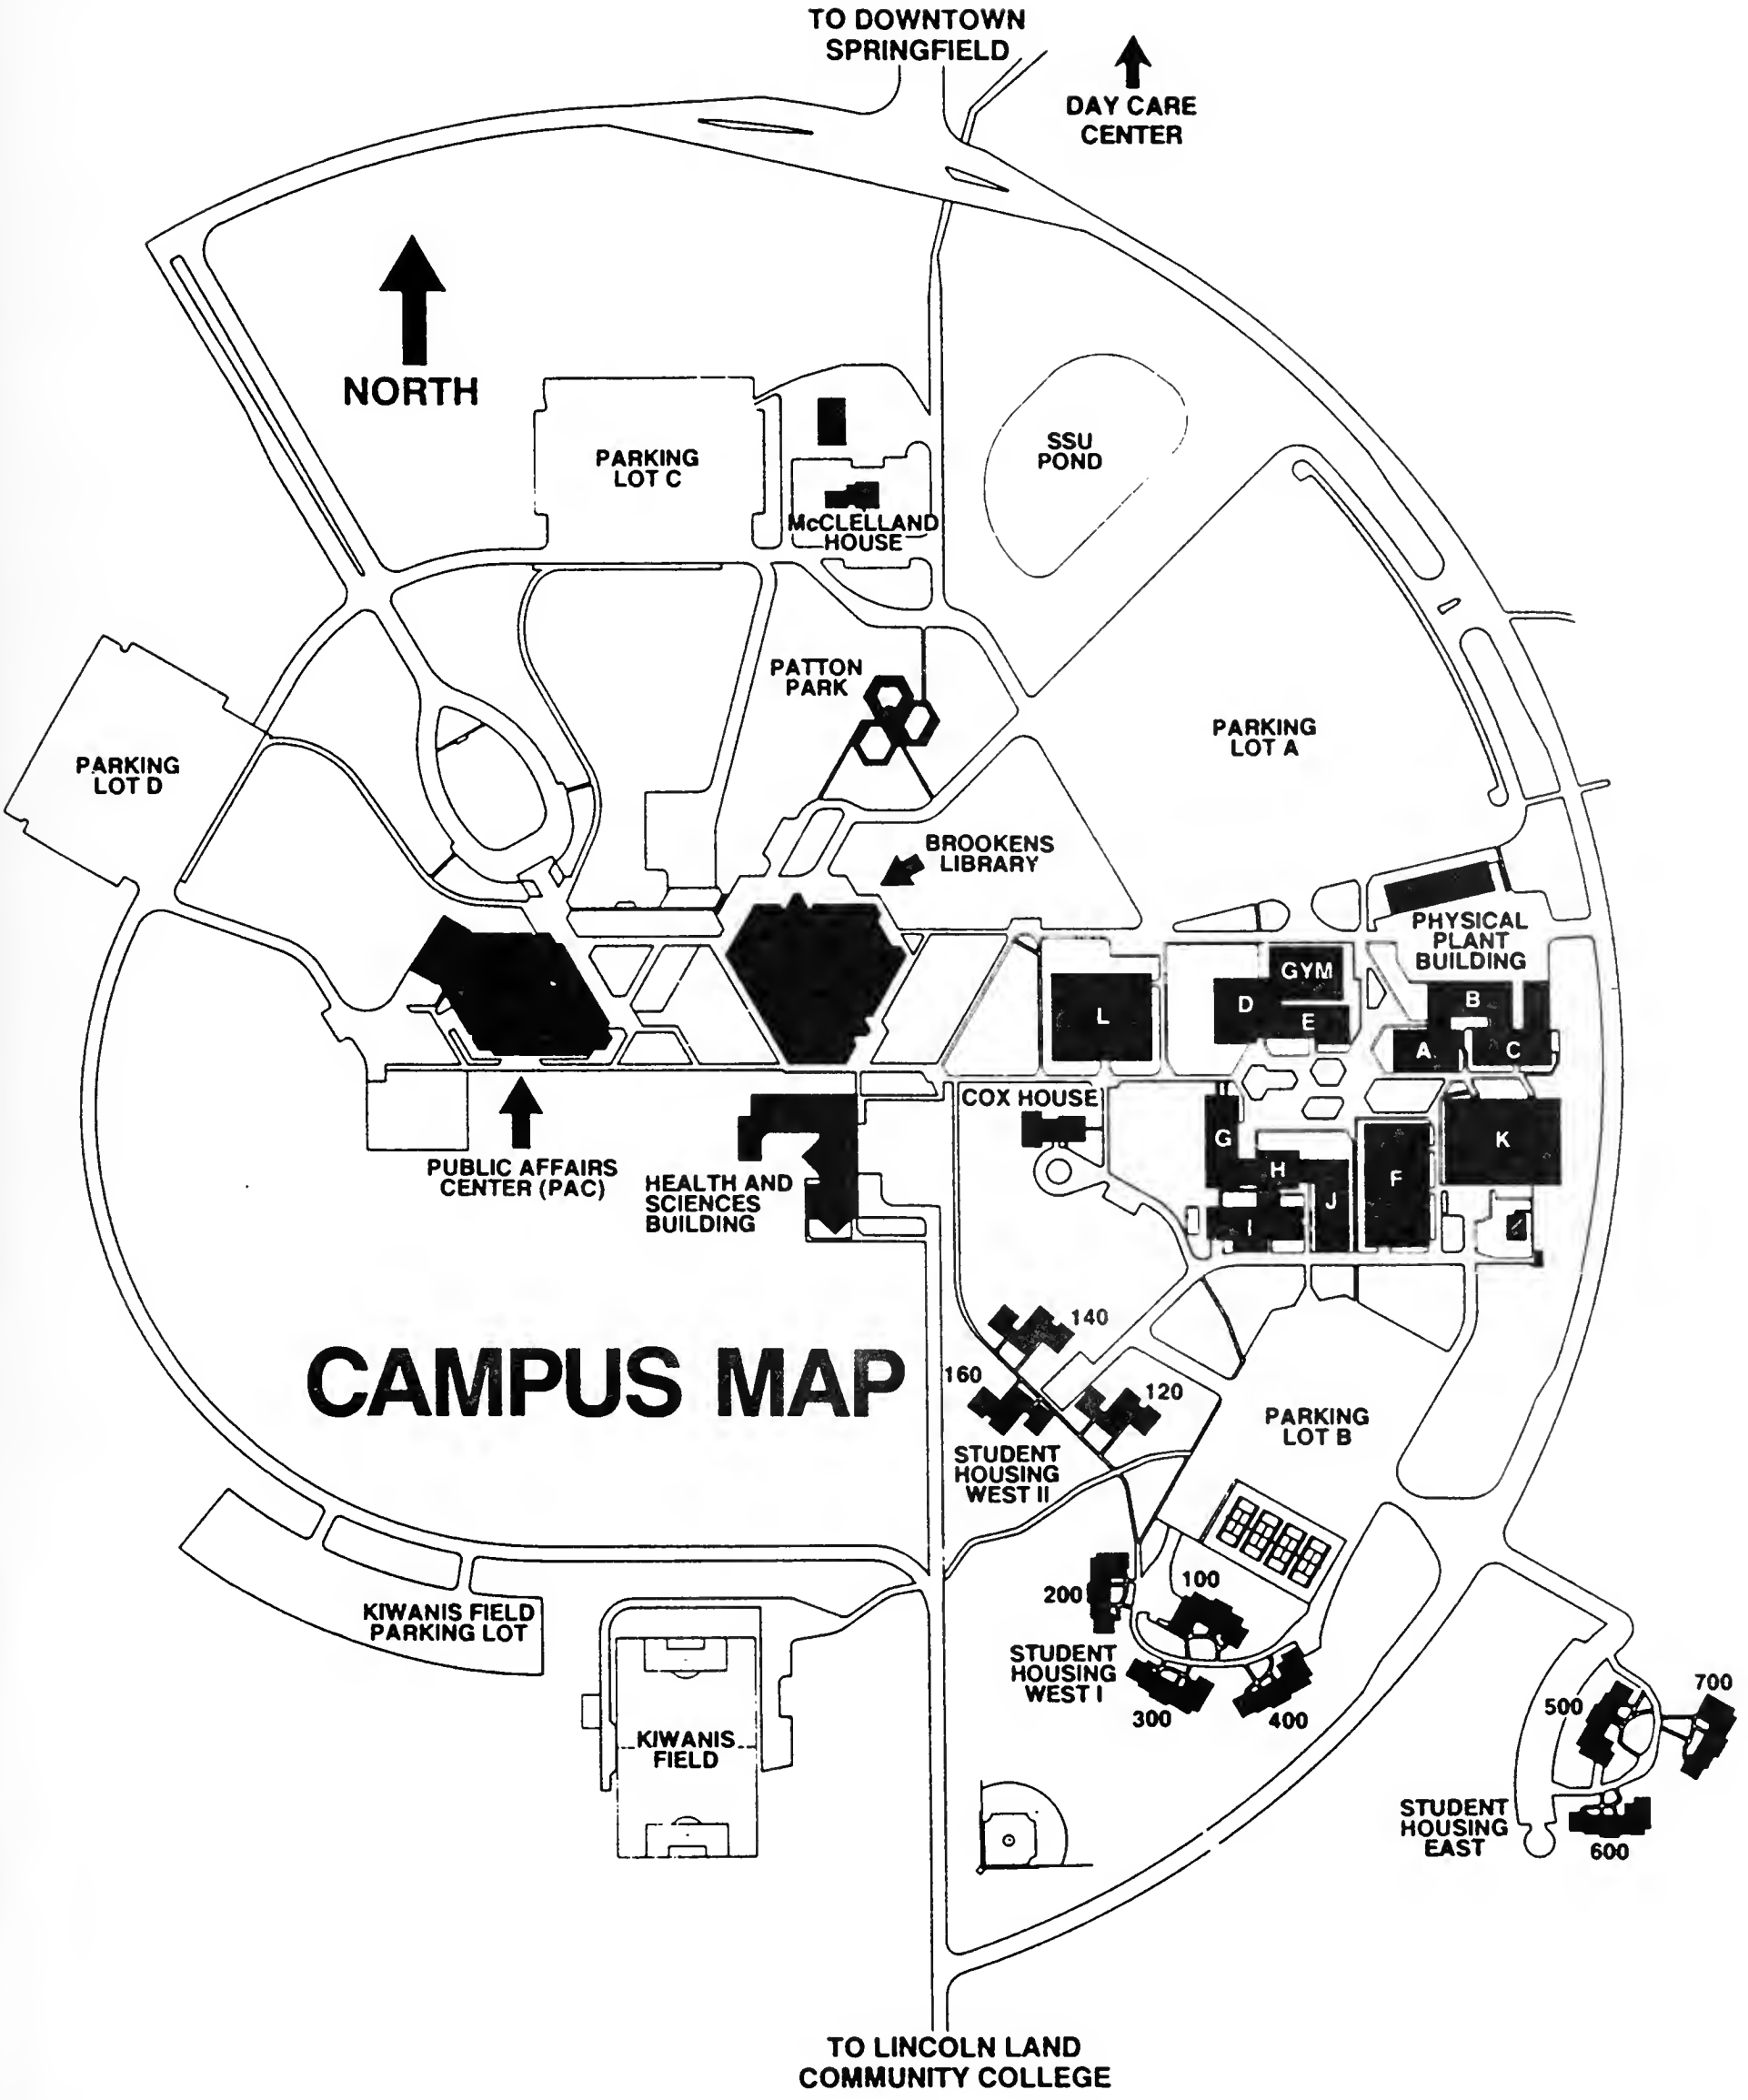 TO DOWNTOWN
SPRINGFIELD
DAY CARE
CENTER
NORTH
PARKING
LOT C
SSU
POND
McCLELLAND
HOUSE
PATTON
PARK
PARKING
LOT A
PARKING
LOT D
BROOKENS
LIBRARY
PHYSICAL
PLANT
BUILDING
GYM
D
E
L
B
A
C
COX HOUSE
G
H
F
K
J
I
PUBLIC AFFAIRS
CENTER (PAC)
HEALTH AND
SCIENCES
BUILDING
CAMPUS MAP
140
160
120
STUDENT
HOUSING
WEST II
PARKING
LOT B
KIWANIS FIELD
PARKING LOT
200
100
STUDENT
HOUSING
WEST I
300
400
KIWANIS
FIELD
500
700
STUDENT
HOUSING
EAST
600
TO LINCOLN LAND
COMMUNITY COLLEGE